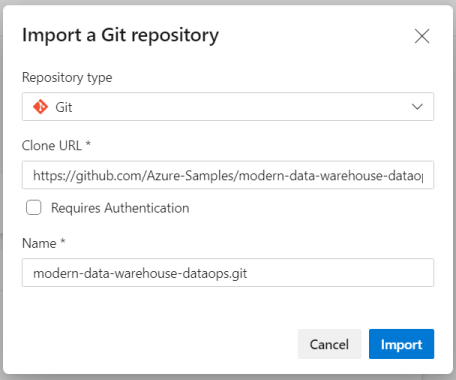 Import a Git repository
Repository type
Git
Clone URL *
https://github.com/Azure-Samples/modern-data-warehouse-dataop
Requires Authentication
Name *
modern-data-warehouse-dataops.git
Cancel
Import